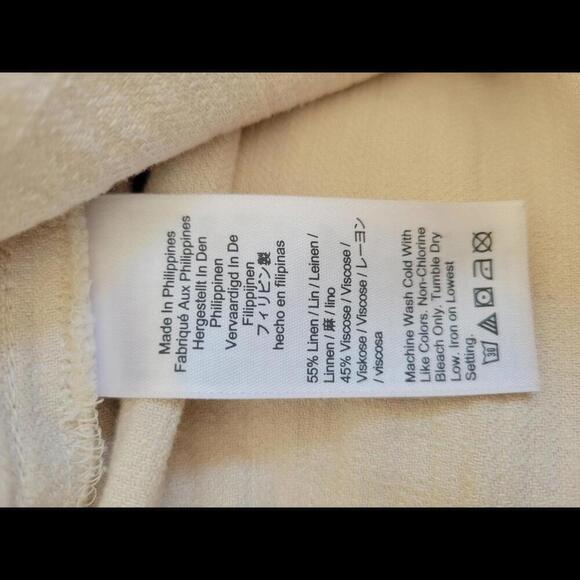 Made In Philippines
Fabriqué Aux Philippines
Hergestellt In Den
Philippinen
Vervaardigd In De
Filippijnen
フィリピン製
hecho en filipinas
55% Linen / Lin / Leinen /
Linnen / 麻 / lino
45% Viscose / Viscose /
Viskose / Viscose / レーヨン
/ viscosa
Machine Wash Cold With
Like Colors. Non-Chlorine
Bleach Only. Tumble Dry
Low. Iron on Lowest
Setting.
30